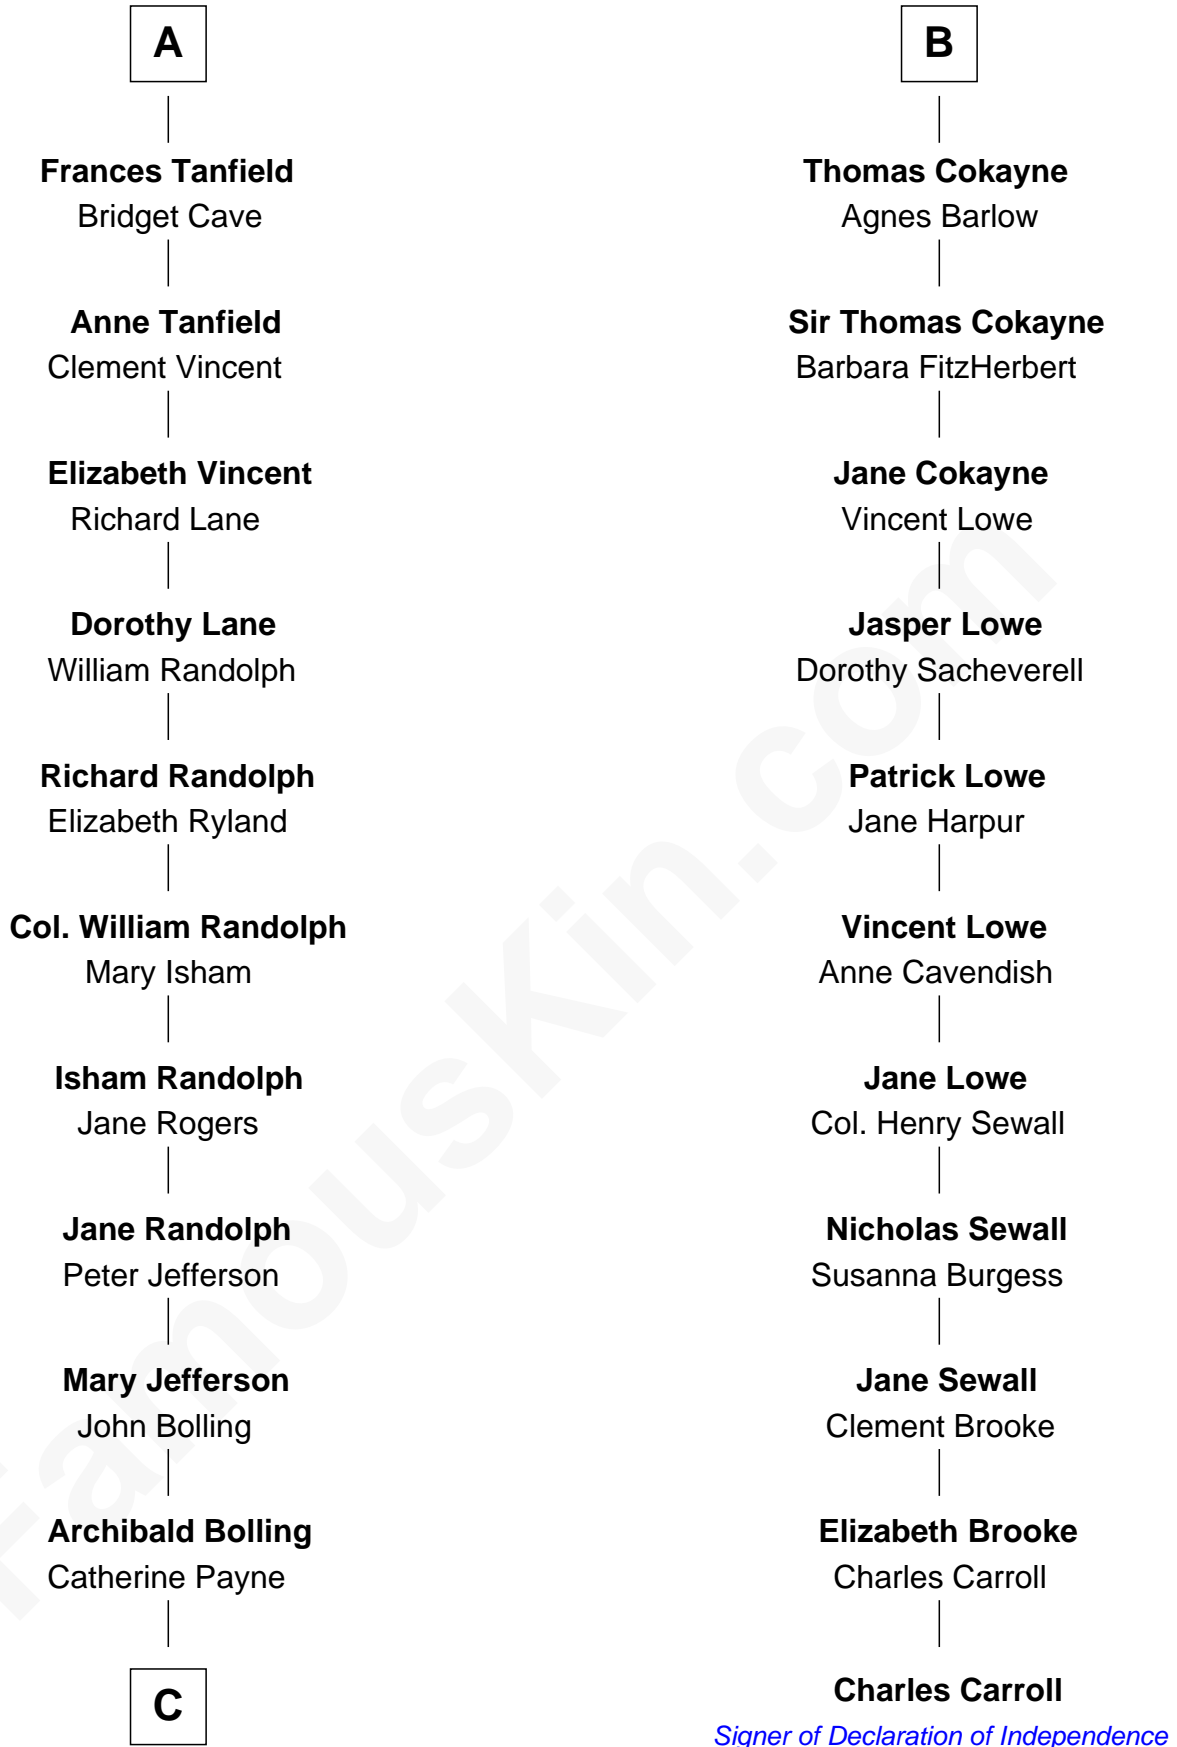 A
Frances Tanfield
Bridget Cave
Anne Tanfield
Clement Vincent
Elizabeth Vincent
Richard Lane
Dorothy Lane
William Randolph
Richard Randolph
Elizabeth Ryland
Col. William Randolph
Mary Isham
Isham Randolph
Jane Rogers
Jane Randolph
Peter Jefferson
Mary Jefferson
John Bolling
Archibald Bolling
Catherine Payne
C
B
Thomas Cokayne
Agnes Barlow
Sir Thomas Cokayne
Barbara FitzHerbert
Jane Cokayne
Vincent Lowe
Jasper Lowe
Dorothy Sacheverell
Patrick Lowe
Jane Harpur
Vincent Lowe
Anne Cavendish
Jane Lowe
Col. Henry Sewall
Nicholas Sewall
Susanna Burgess
Jane Sewall
Clement Brooke
Elizabeth Brooke
Charles Carroll
Charles Carroll
Signer of Declaration of Independence
FamousKin.com